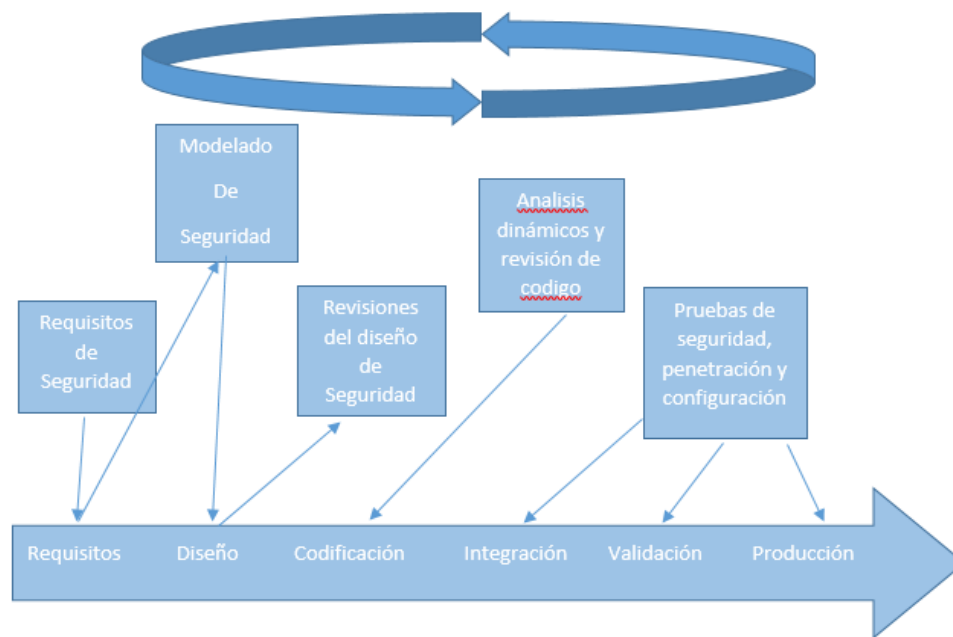 Modelado
De
Seguridad
Analisis
dinámicos y
revisión de
codigo
Requisitos
de
Seguridad
Revisiones
del diseño
de
Seguridad
Pruebas de
seguridad,
penetración y
configuración
Requisitos Diseño Codificación Integración Validación Producción